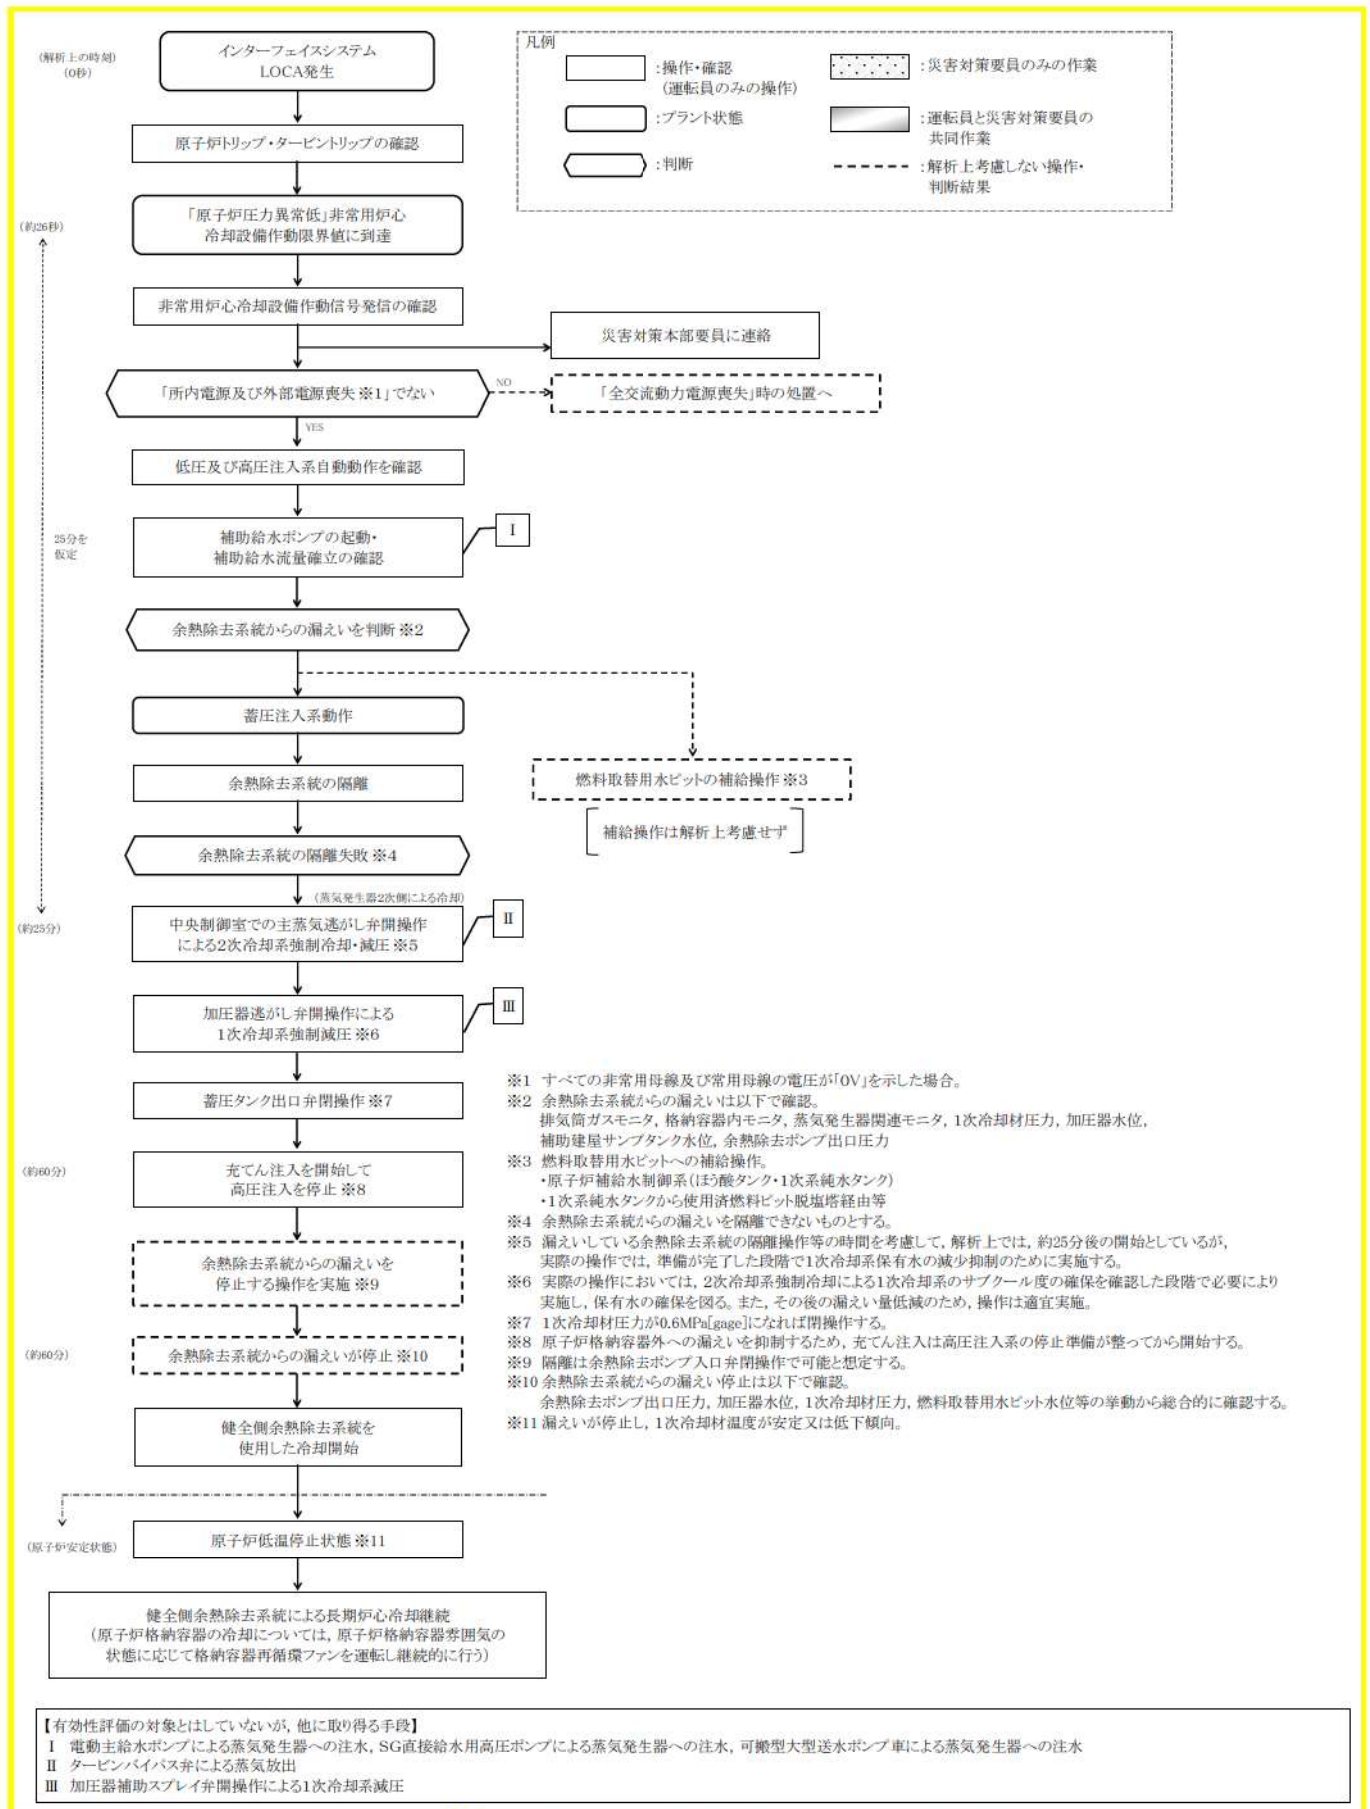 (解析上の時刻)
(0秒)
インターフェイスシステム
LOCA発生
凡例
:操作・確認
(運転員のみの操作)
:プラント状態
:判断
:災害対策要員のみの作業
:運転員と災害対策要員の
共同作業
:解析上考慮しない操作・
判断結果
原子炉トリップ・タービントリップの確認
(約26秒)
「原子炉圧力異常低」非常用炉心
冷却設備作動限界値に到達
非常用炉心冷却設備作動信号発信の確認
災害対策本部要員に連絡
「所内電源及び外部電源喪失※1」でない
NO
「全交流動力電源喪失」時の処置へ
YES
低圧及び高圧注入系自動動作を確認
25分を
仮定
補助給水ポンプの起動・
補助給水流量確立の確認
I
余熱除去系統からの漏えいを判断※2
蓄圧注入系動作
余熱除去系統の隔離
燃料取替用水ピットの補給操作※3
補給操作は解析上考慮せず
余熱除去系統の隔離失敗※4
(蒸気発生器2次側による冷却)
(約25分)
中央制御室での主蒸気逃がし弁開操作
による2次冷却系強制冷却・減圧※5
II
加圧器逃がし弁開操作による
1次冷却系強制減圧※6
III
蓄圧タンク出口弁閉操作※7
(約60分)
充てん注入を開始して
高圧注入を停止※8
余熱除去系統からの漏えいを
停止する操作を実施※9
(約60分)
余熱除去系統からの漏えいが停止※10
健全側余熱除去系統を
使用した冷却開始
(原子炉安定状態)
原子炉低温停止状態※11
健全側余熱除去系統による長期炉心冷却継続
(原子炉格納容器の冷却については,原子炉格納容器雰囲気の
状態に応じて格納容器再循環ファンを運転し継続的に行う)
※1 すべての非常用母線及び常用母線の電圧が「0V」を示した場合。
※2 余熱除去系統からの漏えいは以下で確認。
排気筒ガスモニタ,格納容器内モニタ,蒸気発生器関連モニタ,1次冷却材圧力,加圧器水位,
補助建屋サンプタンク水位,余熱除去ポンプ出口圧力
※3 燃料取替用水ピットへの補給操作。
・原子炉補給水制御系(ほう酸タンク・1次系純水タンク)
・1次系純水タンクから使用済燃料ピット脱塩塔経由等
※4 余熱除去系統からの漏えいを隔離できないものとする。
※5 漏えいしている余熱除去系統の隔離操作等の時間を考慮して,解析上では,約25分後の開始としているが,
実際の操作では,準備が完了した段階で1次冷却系保有水の減少抑制のために実施する。
※6 実際の操作においては,2次冷却系強制冷却による1次冷却系のサブクール度の確保を確認した段階で必要により
実施し,保有水の確保を図る。また,その後の漏えい量低減のため,操作は適宜実施。
※7 1次冷却材圧力が0.6MPa[gage]になれば閉操作する。
※8 原子炉格納容器外への漏えいを抑制するため,充てん注入は高圧注入系の停止準備が整ってから開始する。
※9 隔離は余熱除去ポンプ入口弁閉操作で可能と想定する。
※10 余熱除去系統からの漏えい停止は以下で確認。
余熱除去ポンプ出口圧力,加圧器水位,1次冷却材圧力,燃料取替用水ピット水位等の挙動から総合的に確認する。
※11 漏えいが停止し,1次冷却材温度が安定又は低下傾向。
【有効性評価の対象とはしていないが,他に取り得る手段】
I 電動主給水ポンプによる蒸気発生器への注水,SG直接給水用高圧ポンプによる蒸気発生器への注水,可搬型大型送水ポンプ車による蒸気発生器への注水
II タービンバイパス弁による蒸気放出
III 加圧器補助スプレイ弁開操作による1次冷却系減圧